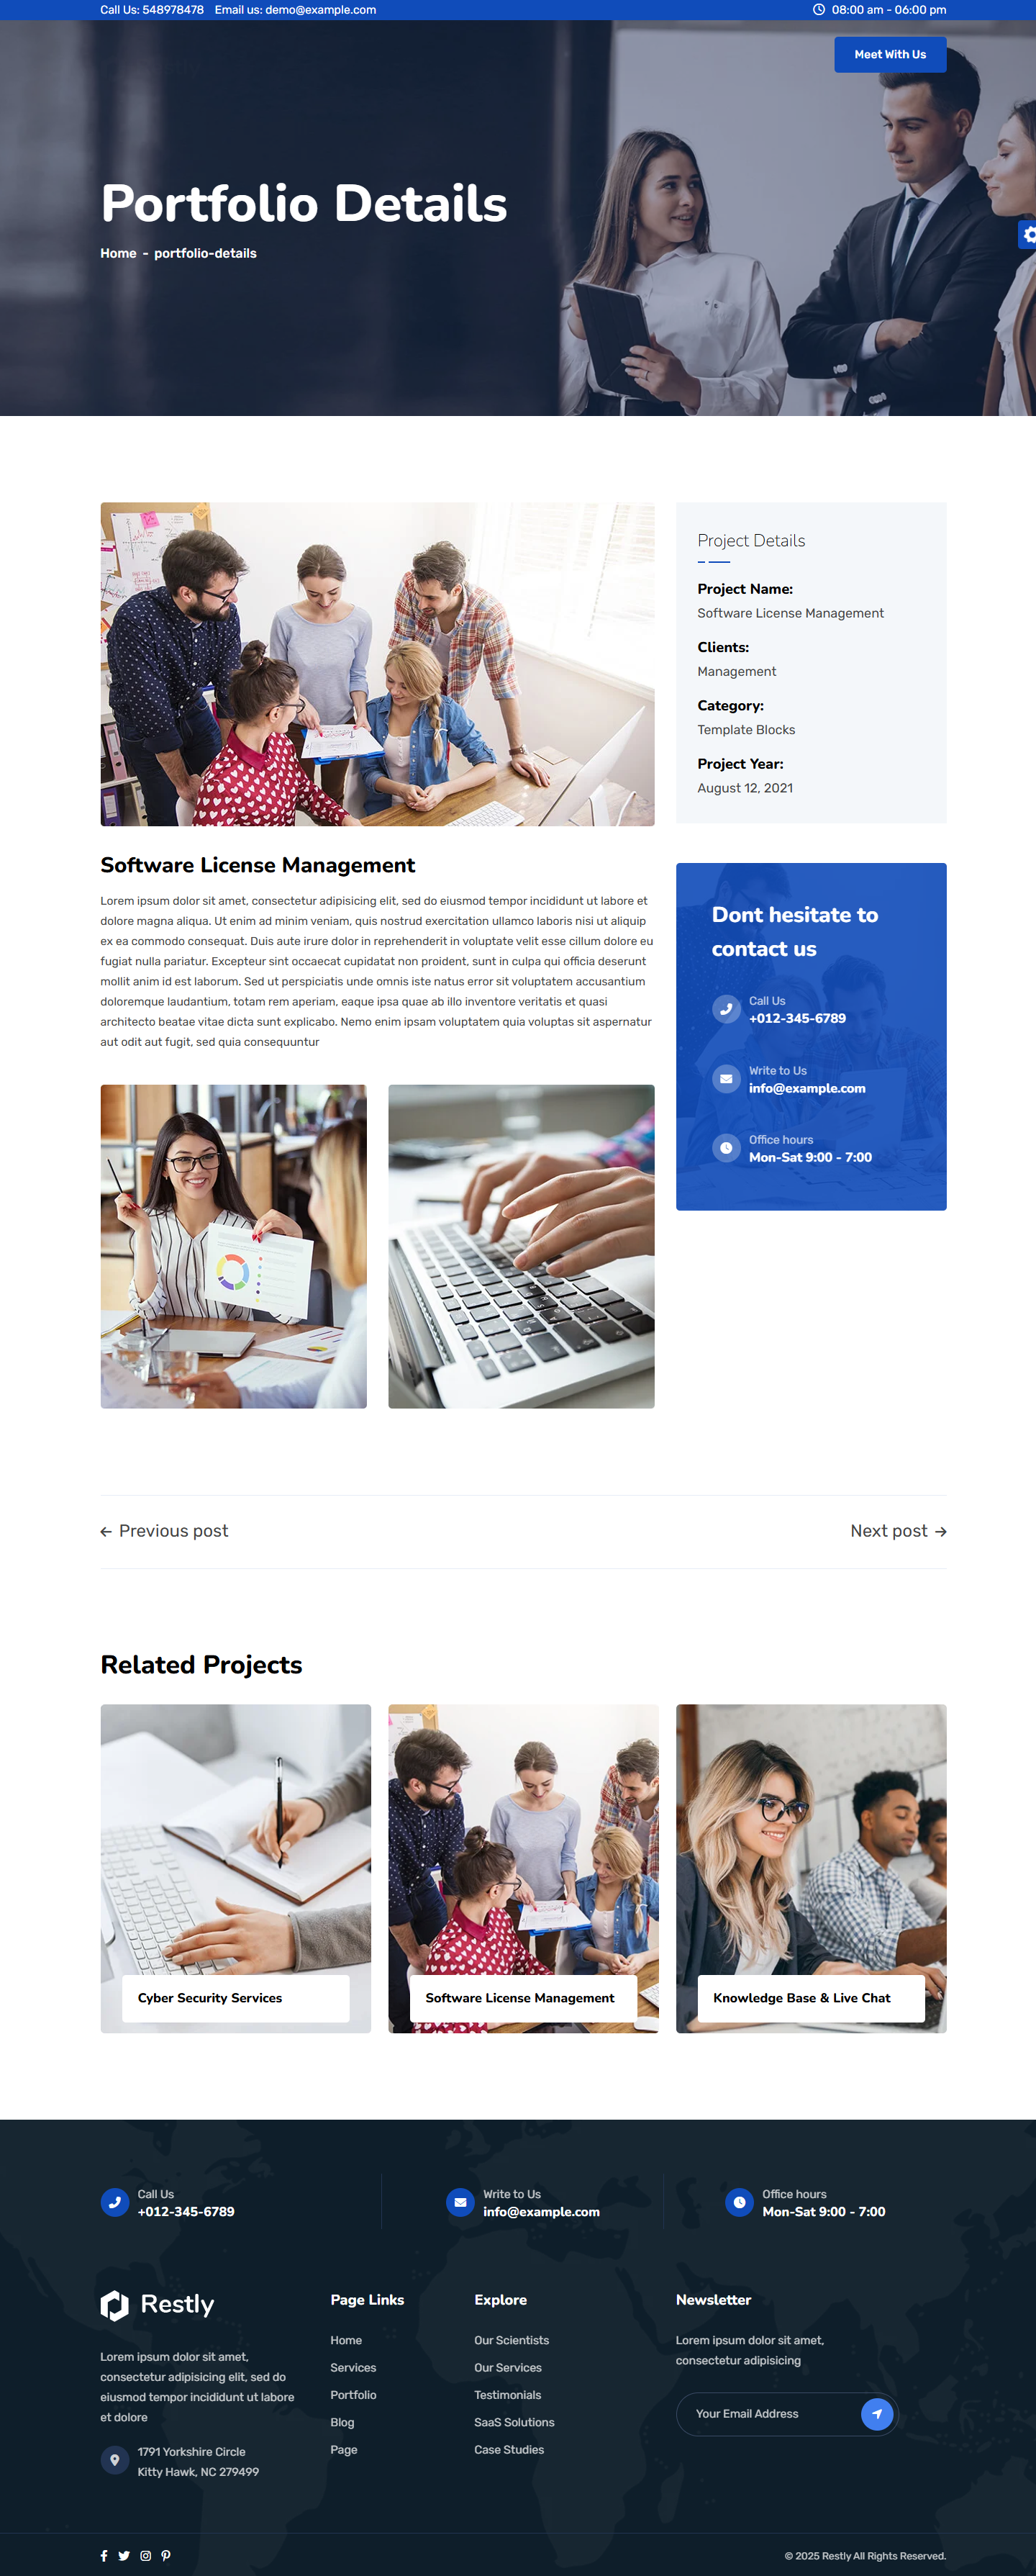 Call Us: 548978478 Email us: demo@example.com 08:00 am - 06:00 pm
Meet With Us
Portfolio Details
Home - portfolio-details
Project Details
Project Name:
Software License Management
Clients:
Management
Category:
Template Blocks
Project Year:
August 12, 2021
Software License Management
Lorem ipsum dolor sit amet, consectetur adipisicing elit, sed do eiusmod tempor incididunt ut labore et
dolore magna aliqua. Ut enim ad minim veniam, quis nostrud exercitation ullamco laboris nisi ut aliquip
ex ea commodo consequat. Duis aute irure dolor in reprehenderit in voluptate velit esse cillum dolore eu
fugiat nulla pariatur. Excepteur sint occaecat cupidatat non proident, sunt in culpa qui officia deserunt
mollit anim id est laborum. Sed ut perspiciatis unde omnis iste natus error sit voluptatem accusantium
doloremque laudantium, totam rem aperiam, eaque ipsa quae ab illo inventore veritatis et quasi
architecto beatae vitae dicta sunt explicabo. Nemo enim ipsam voluptatem quia voluptas sit aspernatur
aut odit aut fugit, sed quia consequuntur
Dont hesitate to
contact us
Call Us
+012-345-6789
Write to Us
info@example.com
Office hours
Mon-Sat 9:00 - 7:00
Previous post
Next post
Related Projects
Cyber Security Services
Software License Management
Knowledge Base & Live Chat
Call Us
+012-345-6789
Write to Us
info@example.com
Office hours
Mon-Sat 9:00 - 7:00
Restly
Lorem ipsum dolor sit amet,
consectetur adipisicing elit, sed do
eiusmod tempor incididunt ut labore
et dolore
1791 Yorkshire Circle
Kitty Hawk, NC 279499
Page Links
Home
Services
Portfolio
Blog
Page
Explore
Our Scientists
Our Services
Testimonials
SaaS Solutions
Case Studies
Newsletter
Lorem ipsum dolor sit amet,
consectetur adipisicing
Your Email Address
© 2025 Restly All Rights Reserved.